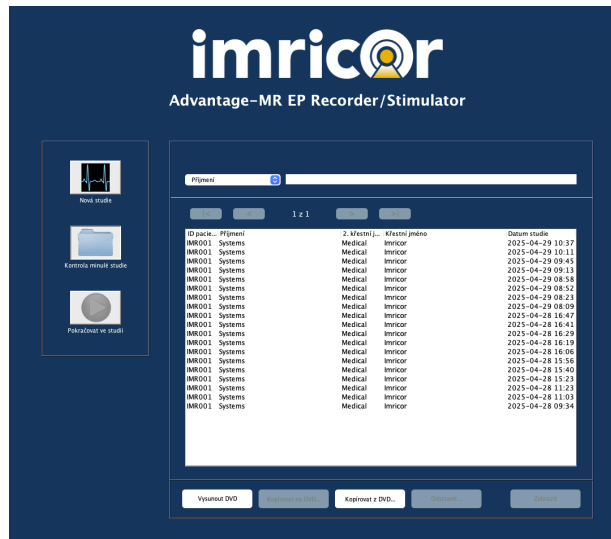 imricor
Advantage-MR EP Recorder/Stimulator
Nová studie
Kontrola minulé studie
Pokračovat ve studii
Příjmení
|< < 1 z 1 > >|
ID pacie... Příjmení 2. křestní j... Křestní jméno Datum studie
IMR001 Systems Medical Imricor 2025-04-29 10:37
IMR001 Systems Medical Imricor 2025-04-29 10:11
IMR001 Systems Medical Imricor 2025-04-29 09:45
IMR001 Systems Medical Imricor 2025-04-29 09:13
IMR001 Systems Medical Imricor 2025-04-29 08:58
IMR001 Systems Medical Imricor 2025-04-29 08:52
IMR001 Systems Medical Imricor 2025-04-29 08:23
IMR001 Systems Medical Imricor 2025-04-29 08:09
IMR001 Systems Medical Imricor 2025-04-28 16:47
IMR001 Systems Medical Imricor 2025-04-28 16:41
IMR001 Systems Medical Imricor 2025-04-28 16:29
IMR001 Systems Medical Imricor 2025-04-28 16:19
IMR001 Systems Medical Imricor 2025-04-28 16:06
IMR001 Systems Medical Imricor 2025-04-28 15:56
IMR001 Systems Medical Imricor 2025-04-28 15:40
IMR001 Systems Medical Imricor 2025-04-28 15:23
IMR001 Systems Medical Imricor 2025-04-28 11:23
IMR001 Systems Medical Imricor 2025-04-28 11:03
IMR001 Systems Medical Imricor 2025-04-28 09:34
Vysunout DVD Kopírovat z DVD...